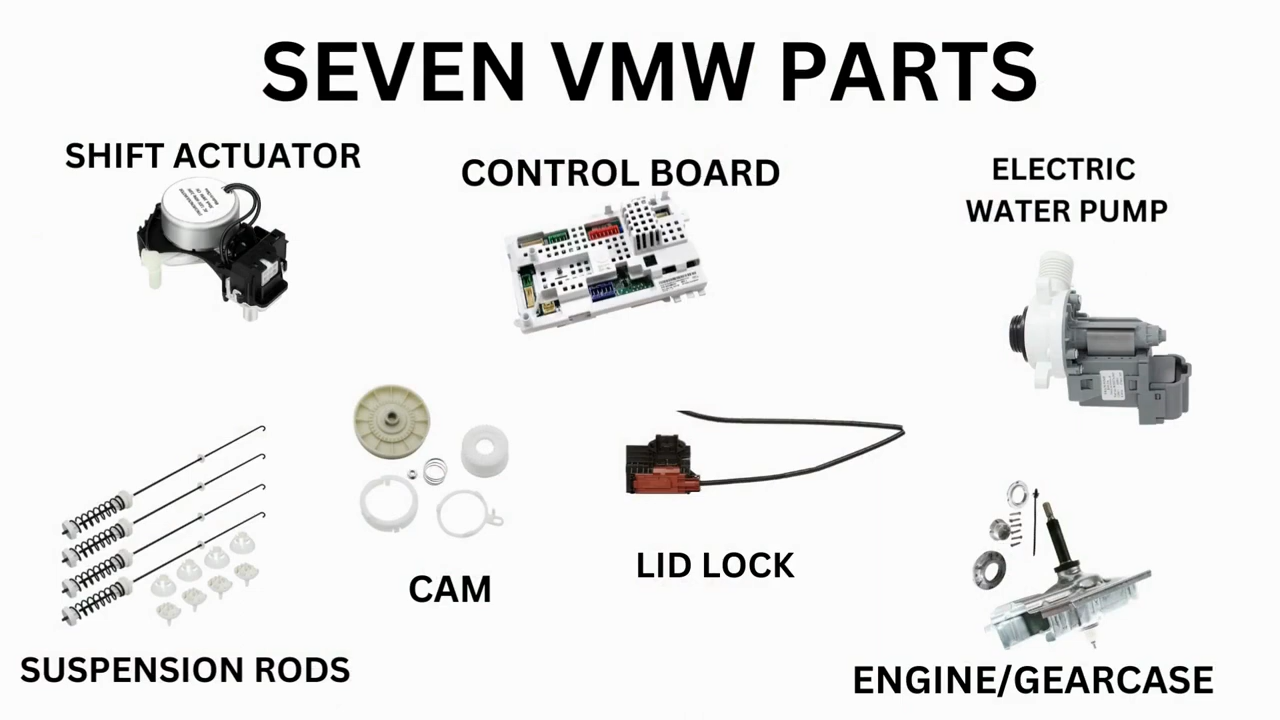 SEVEN VMW PARTS
SHIFT ACTUATOR
CONTROL BOARD
ELECTRIC
WATER PUMP
LID LOCK
CAM
SUSPENSION RODS
ENGINE/GEARCASE